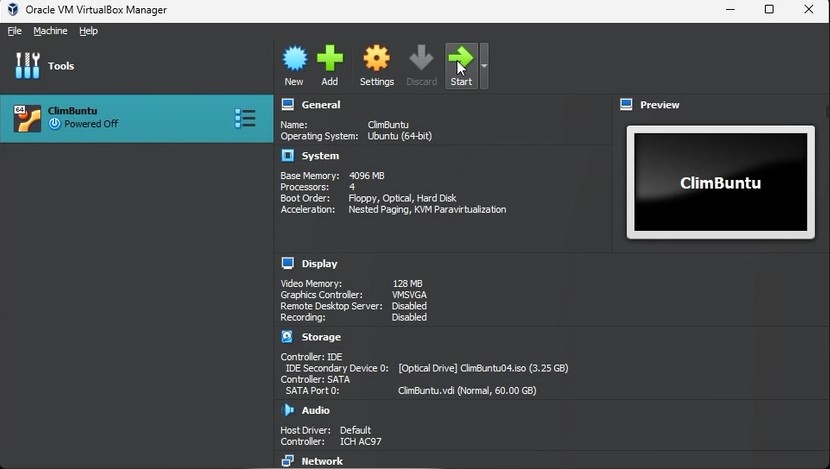 Oracle VM VirtualBox Manager
File Machine Help
Tools
New Add Settings Discard Start
64
ClimBuntu
Powered Off
General
Name: ClimBuntu
Operating System: Ubuntu (64-bit)
System
Base Memory: 4096 MB
Processors: 4
Boot Order: Floppy, Optical, Hard Disk
Acceleration: Nested Paging, KVM Paravirtualization
Preview
ClimBuntu
Display
Video Memory: 128 MB
Graphics Controller: VMSVGA
Remote Desktop Server: Disabled
Recording: Disabled
Storage
Controller: IDE
IDE Secondary Device 0: [Optical Drive] ClimBuntu04.iso (3.25 GB)
Controller: SATA
SATA Port 0: ClimBuntu.vdi (Normal, 60.00 GB)
Audio
Host Driver: Default
Controller: ICH AC97
Network